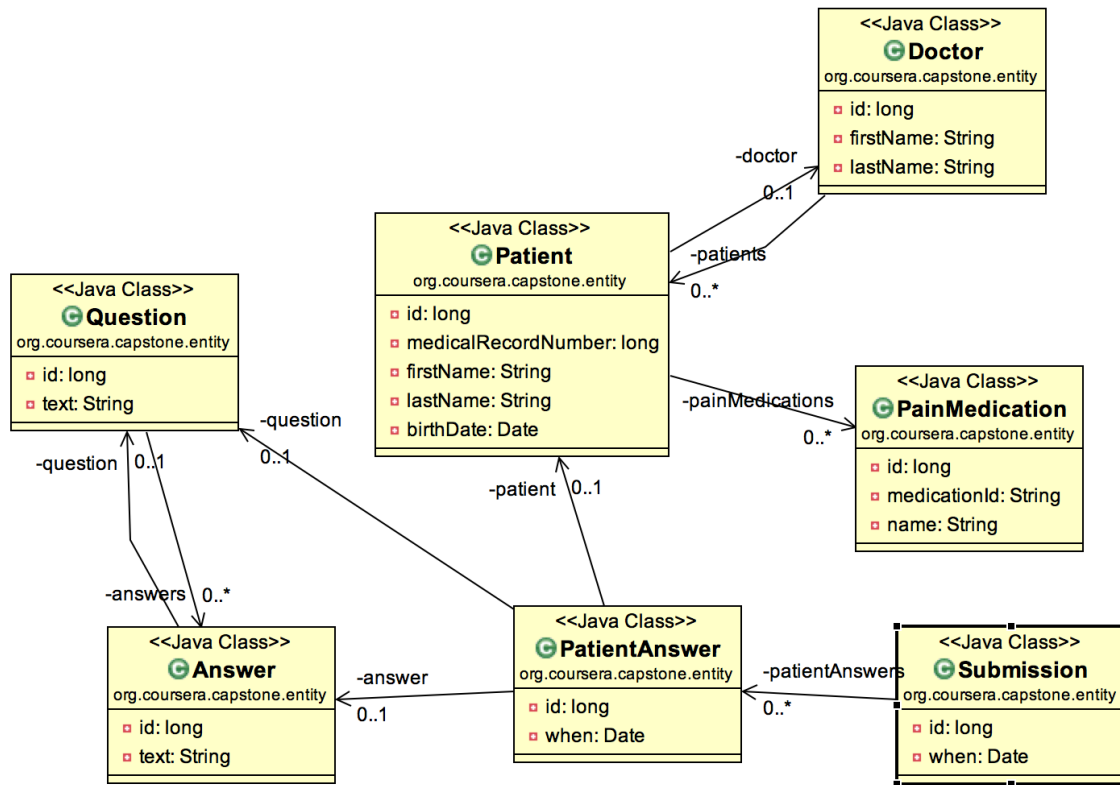 <<Java Class>>
C Doctor
org.coursera.capstone.entity
id: long
firstName: String
lastName: String
-doctor
0..1
-patients
0..*
<<Java Class>>
C Patient
org.coursera.capstone.entity
id: long
medicalRecordNumber: long
firstName: String
lastName: String
birthDate: Date
<<Java Class>>
C Question
org.coursera.capstone.entity
id: long
text: String
-painMedications
0..*
<<Java Class>>
C PainMedication
org.coursera.capstone.entity
id: long
medicationId: String
name: String
-question
0..1
-question
0..1
-patient
0..1
-answers
0..*
<<Java Class>>
C Answer
org.coursera.capstone.entity
id: long
text: String
-answer
0..1
<<Java Class>>
C PatientAnswer
org.coursera.capstone.entity
id: long
when: Date
-patientAnswers
0..*
<<Java Class>>
C Submission
org.coursera.capstone.entity
id: long
when: Date